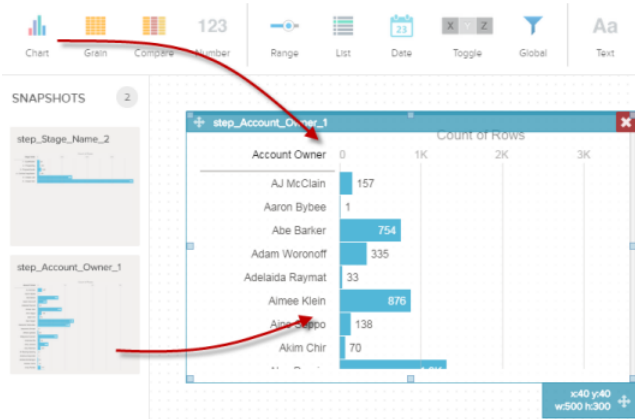 Chart Grain Compare 123 Number Range List 23 Date X Y Z Toggle Global Aa Text
SNAPSHOTS 2
step_Stage_Name_2
step_Account_Owner_1
step_Account_Owner_1
Count of Rows
Account Owner 0 1K 2K 3K
AJ McClain 157
Aaron Bybee 1
Abe Barker 754
Adam Woronoff 335
Adelaida Raymat 33
Aimee Klein 876
Aino Seppo 138
Akim Chir 70
x:40 y:40
w:500 h:300